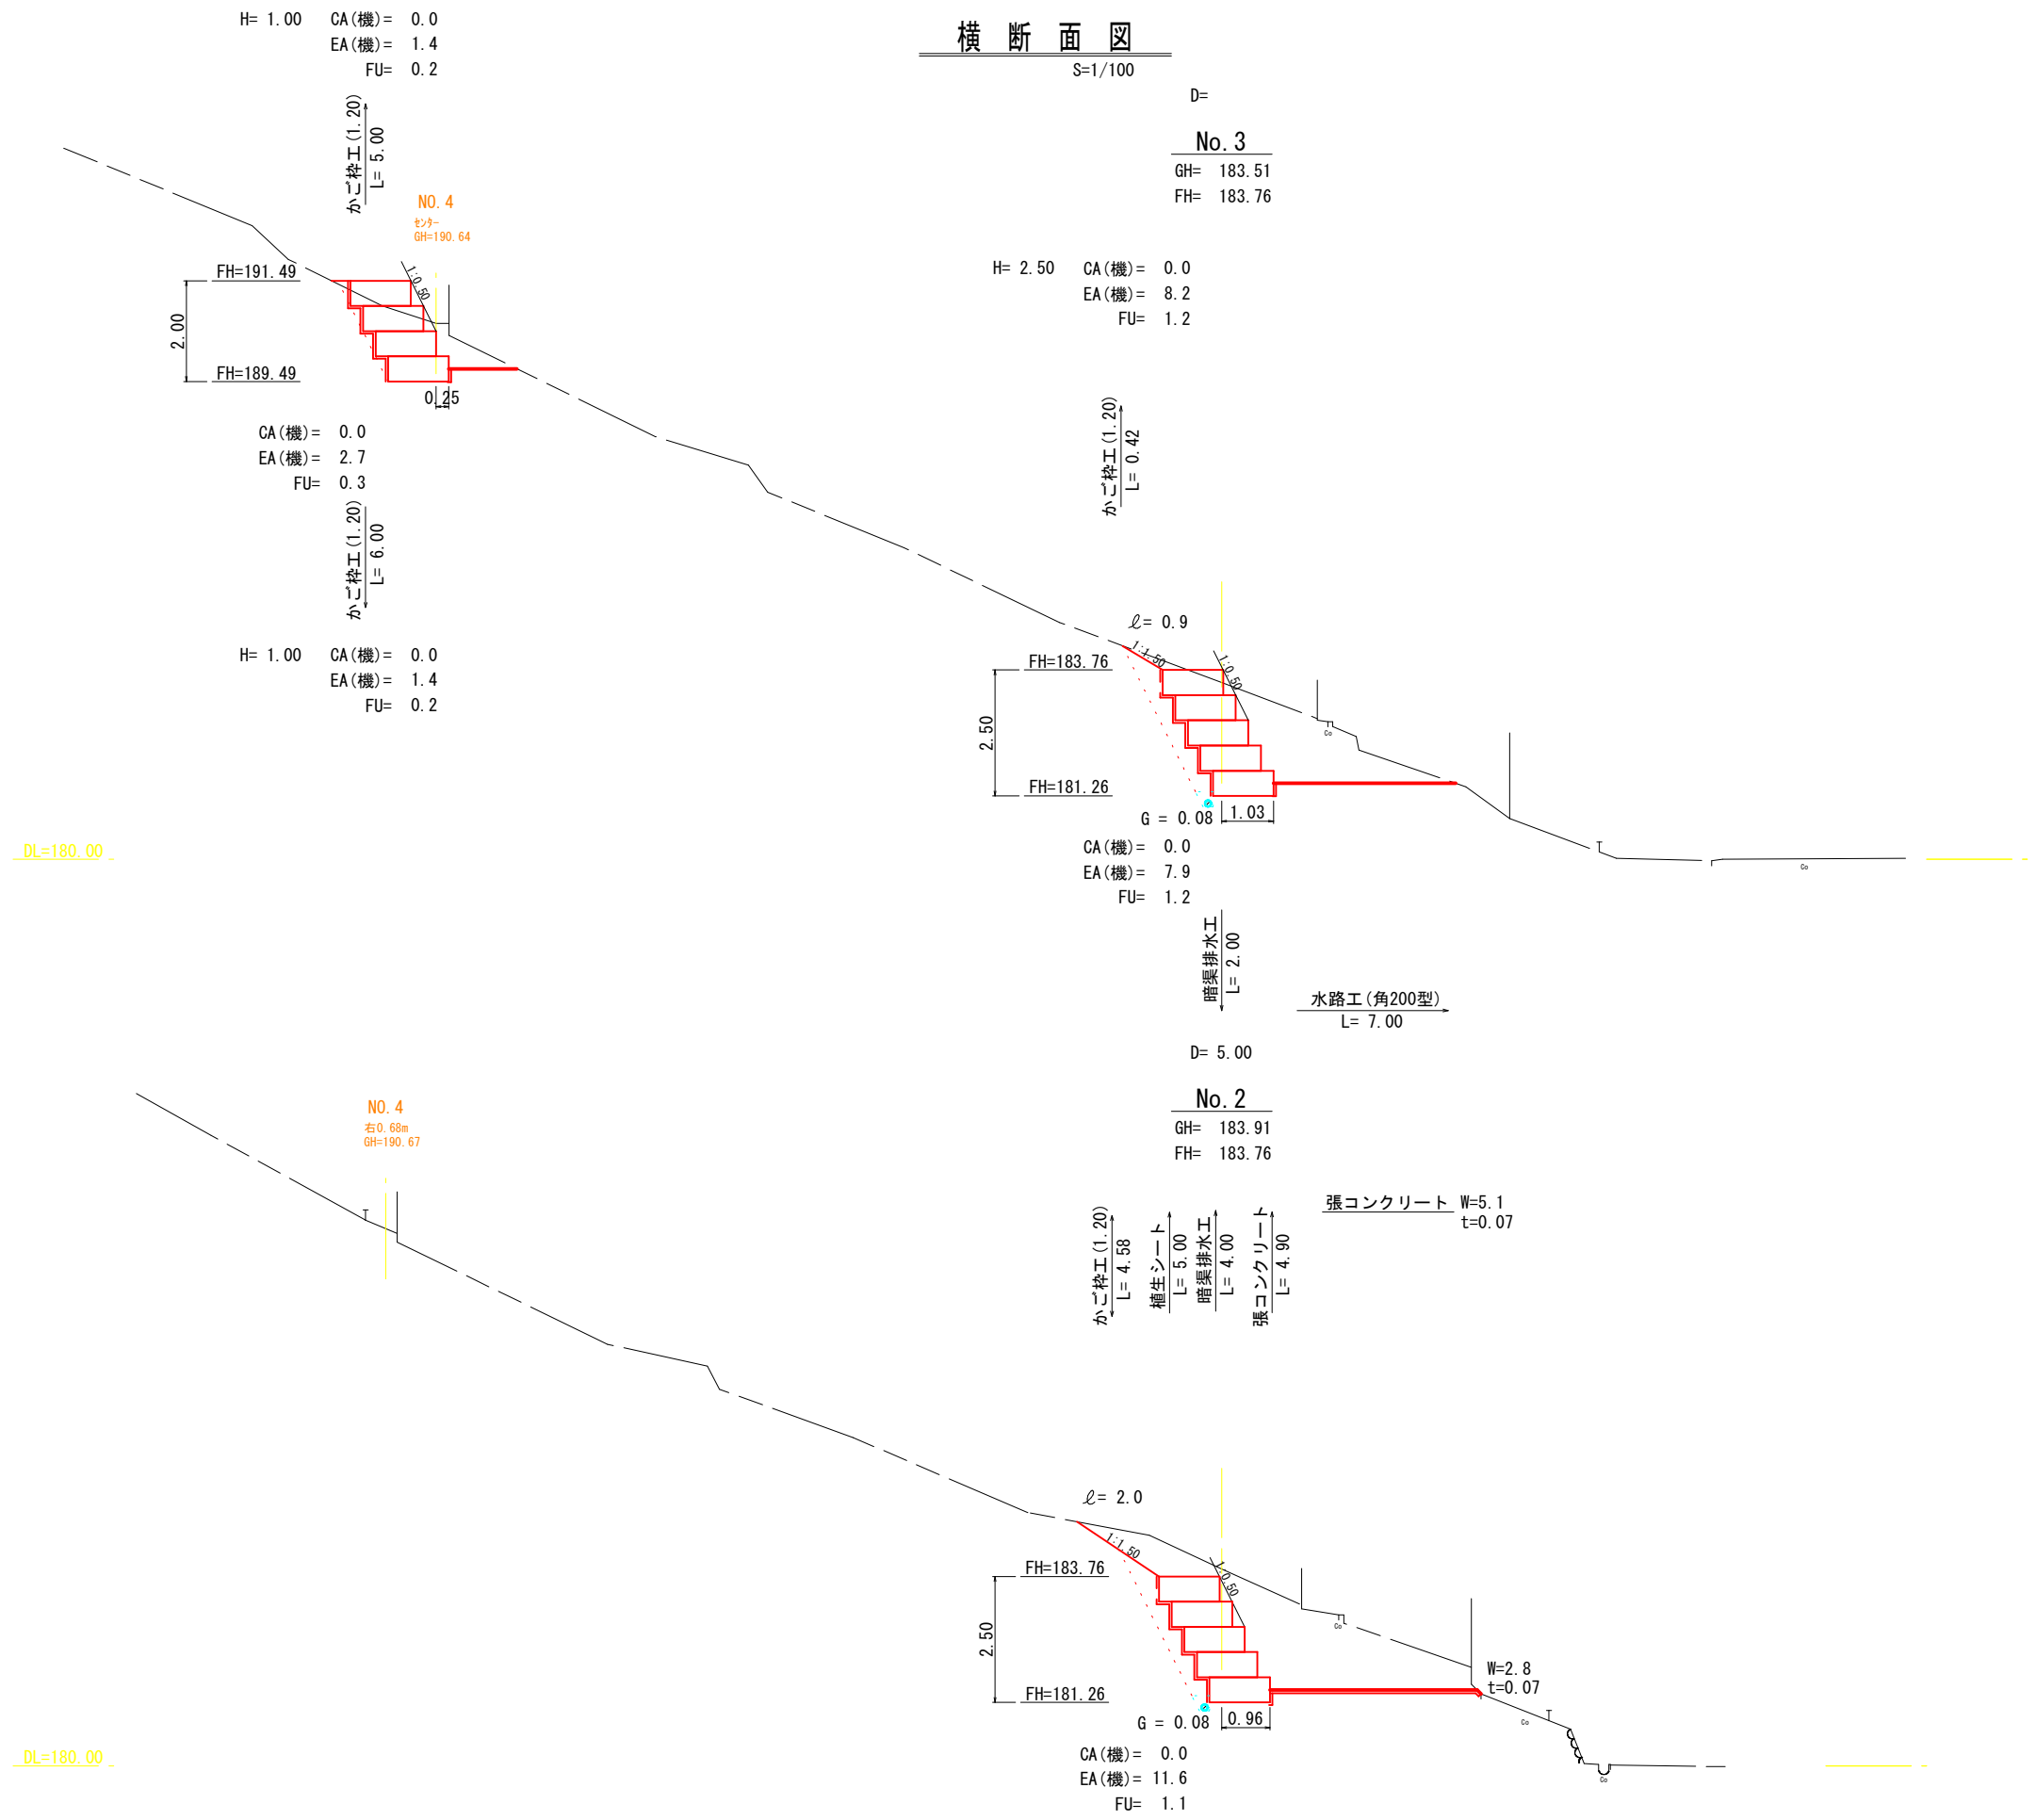 横断面図
S=1/100
H= 1.00 CA(機)= 0.0
EA(機)= 1.4
FU= 0.2
かご枠工(1.20)
L= 5.00
NO.4
センター
GH=190.64
FH=191.49
1:0.50
2.00
FH=189.49
0.25
CA(機)= 0.0
EA(機)= 2.7
FU= 0.3
かご枠工(1.20)
L= 6.00
H= 1.00 CA(機)= 0.0
EA(機)= 1.4
FU= 0.2
D=
No.3
GH= 183.51
FH= 183.76
H= 2.50 CA(機)= 0.0
EA(機)= 8.2
FU= 1.2
かご枠工(1.20)
L= 0.42
ℓ= 0.9
1:1.50
1:0.50
FH=183.76
2.50
FH=181.26
Co
G = 0.08
1.03
CA(機)= 0.0
EA(機)= 7.9
FU= 1.2
DL=180.00
Co
暗渠排水工
L= 2.00
水路工(角200型)
L= 7.00
D= 5.00
No.2
GH= 183.91
FH= 183.76
NO.4
右0.68m
GH=190.67
かご枠工(1.20)
L= 4.58
植生シート
L= 5.00
暗渠排水工
L= 4.00
張コンクリート
L= 4.90
張コンクリート W=5.1
t=0.07
ℓ= 2.0
1:1.50
1:0.50
FH=183.76
2.50
FH=181.26
Co
W=2.8
t=0.07
G = 0.08
0.96
Co
CA(機)= 0.0
EA(機)= 11.6
FU= 1.1
DL=180.00
Co